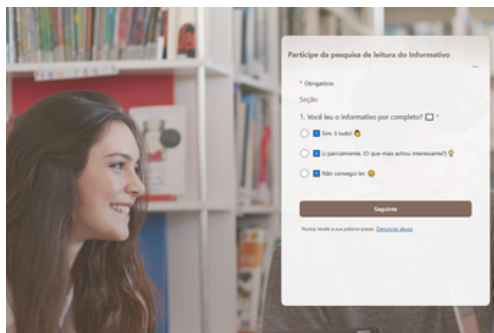 Participe da pesquisa de leitura do Informativo
...
* Obrigatório
Seção
1. Você leu o informativo por completo? *
Sim, li tudo!
Li parcialmente. (O que mais achou interessante?)
Não consegui ler.
Seguinte
Nunca revele a sua palavra-passe. Denunciar abuso